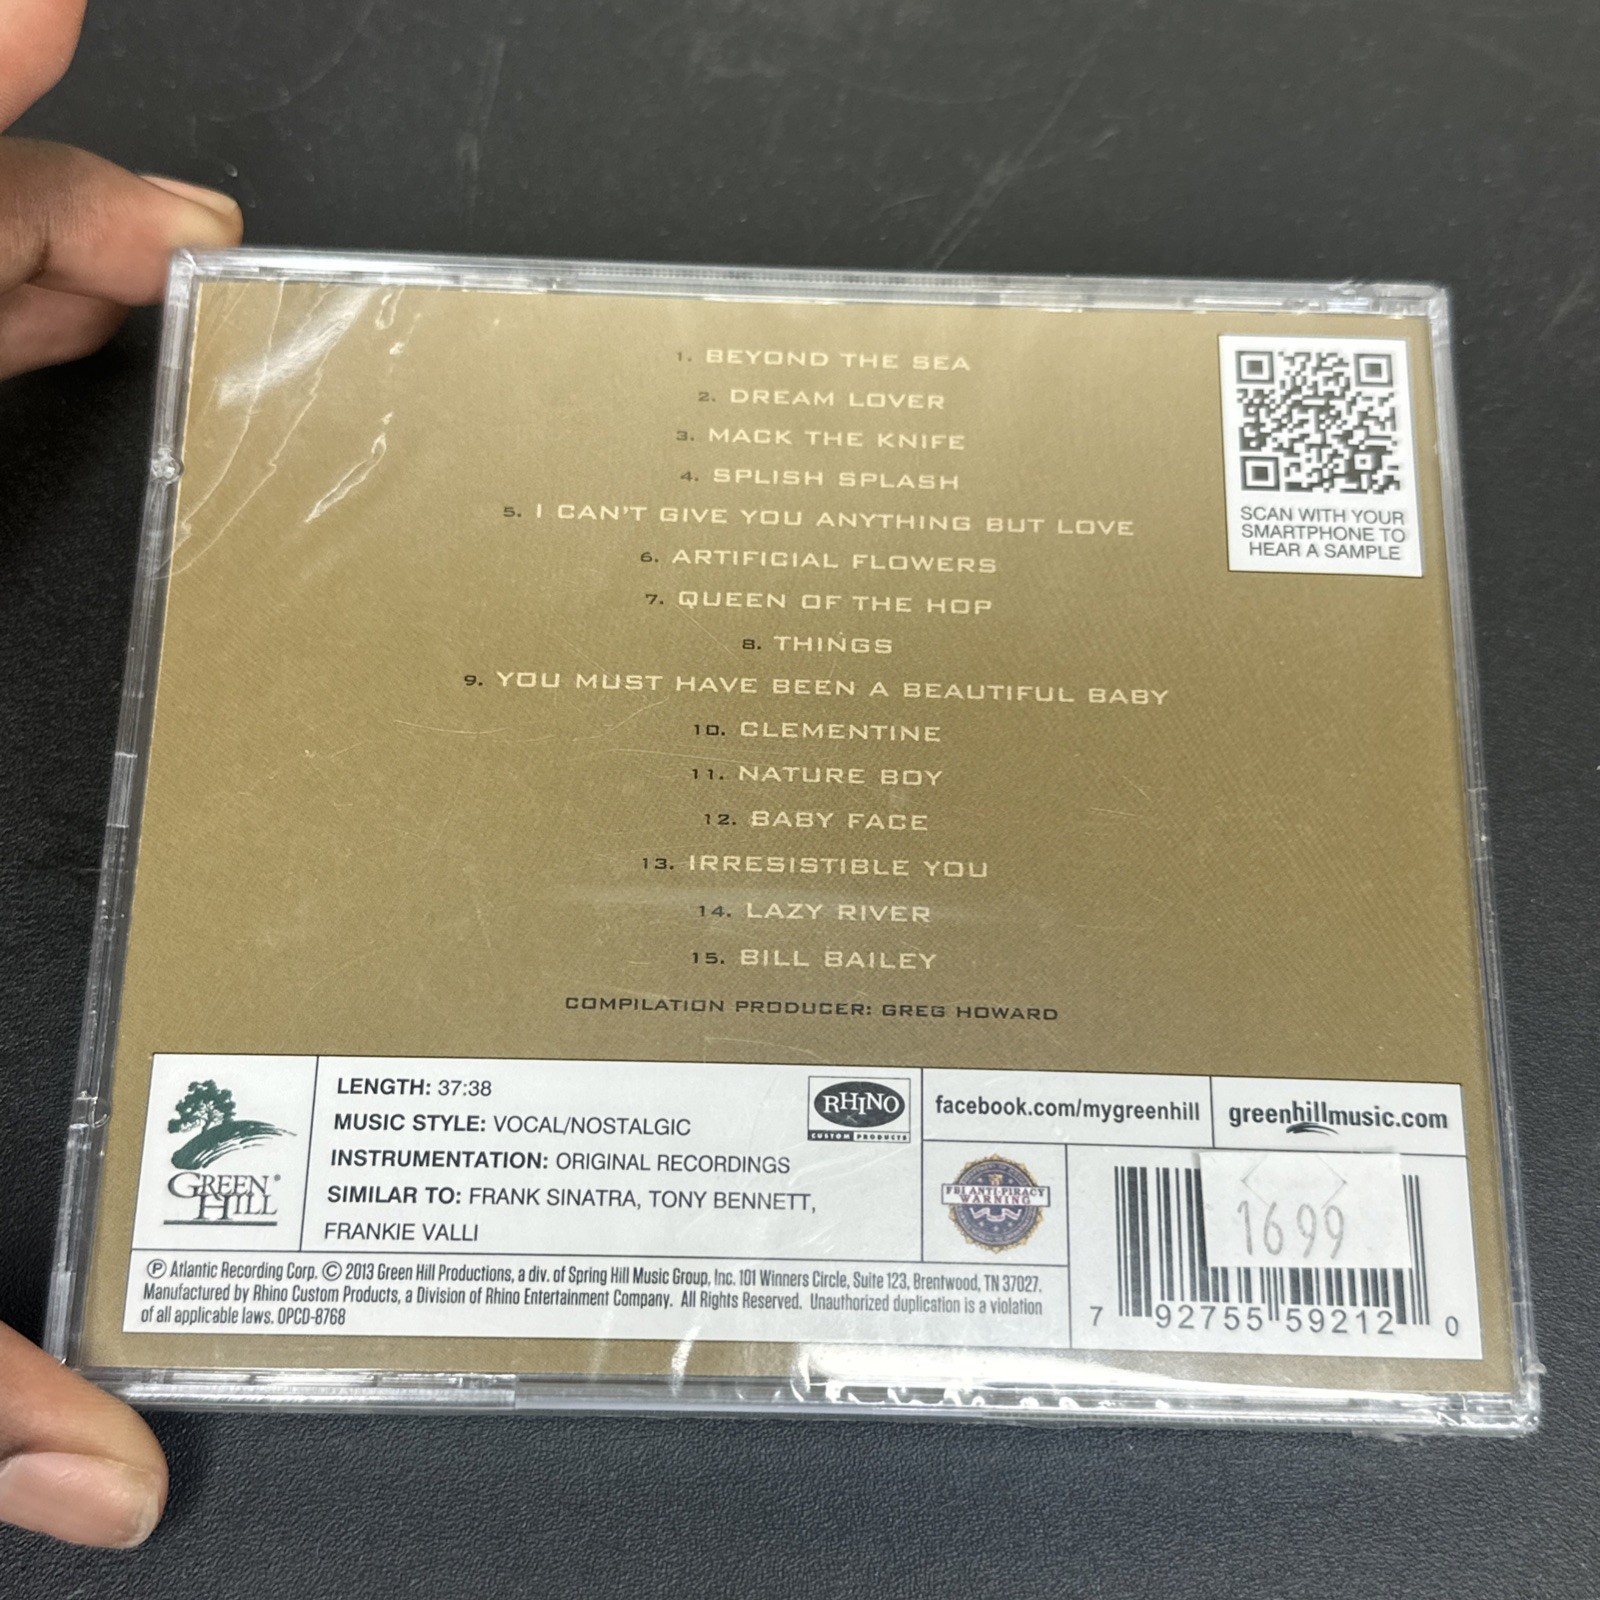 1. BEYOND THE SEA
2. DREAM LOVER
3. MACK THE KNIFE
4. SPLISH SPLASH
5. I CAN'T GIVE YOU ANYTHING BUT LOVE
6. ARTIFICIAL FLOWERS
7. QUEEN OF THE HOP
8. THINGS
9. YOU MUST HAVE BEEN A BEAUTIFUL BABY
10. CLEMENTINE
11. NATURE BOY
12. BABY FACE
13. IRRESISTIBLE YOU
14. LAZY RIVER
15. BILL BAILEY
COMPILATION PRODUCER: GREG HOWARD
SCAN WITH YOUR
SMARTPHONE TO
HEAR A SAMPLE
GREEN HILL®
LENGTH: 37:38
MUSIC STYLE: VOCAL/NOSTALGIC
INSTRUMENTATION: ORIGINAL RECORDINGS
SIMILAR TO: FRANK SINATRA, TONY BENNETT,
FRANKIE VALLI
RHINO
CUSTOM PRODUCTS
facebook.com/mygreenhill
greenhillmusic.com
FBI ANTI-PIRACY
WARNING
1699
7 92755 59212 0
Ⓟ Atlantic Recording Corp. © 2013 Green Hill Productions, a div. of Spring Hill Music Group, Inc. 101 Winners Circle, Suite 123, Brentwood, TN 37027.
Manufactured by Rhino Custom Products, a Division of Rhino Entertainment Company. All Rights Reserved. Unauthorized duplication is a violation
of all applicable laws. OPCD-8768